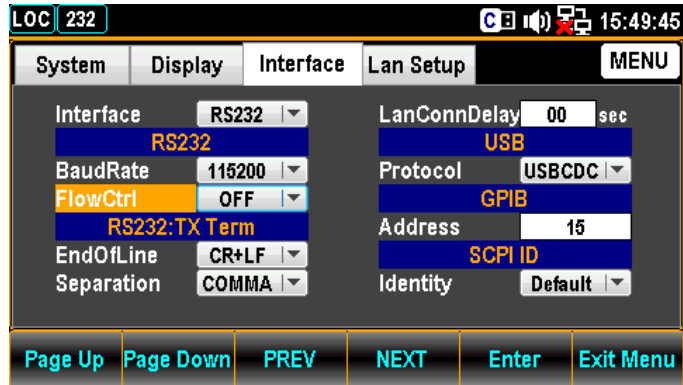 LOC 232 C 15:49:45
System Display Interface Lan Setup MENU
Interface RS232
RS232
BaudRate 115200
FlowCtrl OFF
RS232:TX Term
EndOfLine CR+LF
Separation COMMA
LanConnDelay 00 sec
USB
Protocol USBCDC
GPIB
Address 15
SCPI ID
Identity Default
Page Up Page Down PREV NEXT Enter Exit Menu